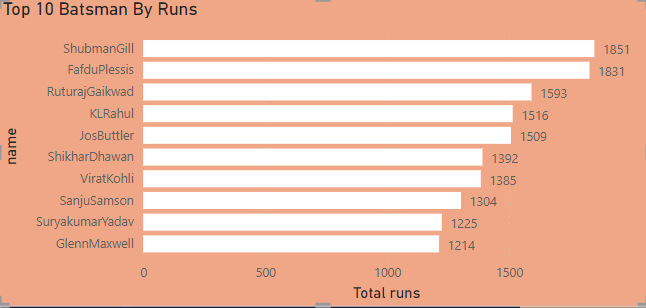 Top 10 Batsman By Runs
ShubmanGill 1851
FafduPlessis 1831
RuturajGaikwad 1593
KLRahul 1516
JosButtler 1509
ShikharDhawan 1392
ViratKohli 1385
SanjuSamson 1304
SuryakumarYadav 1225
GlennMaxwell 1214
name
0 500 1000 1500
Total runs